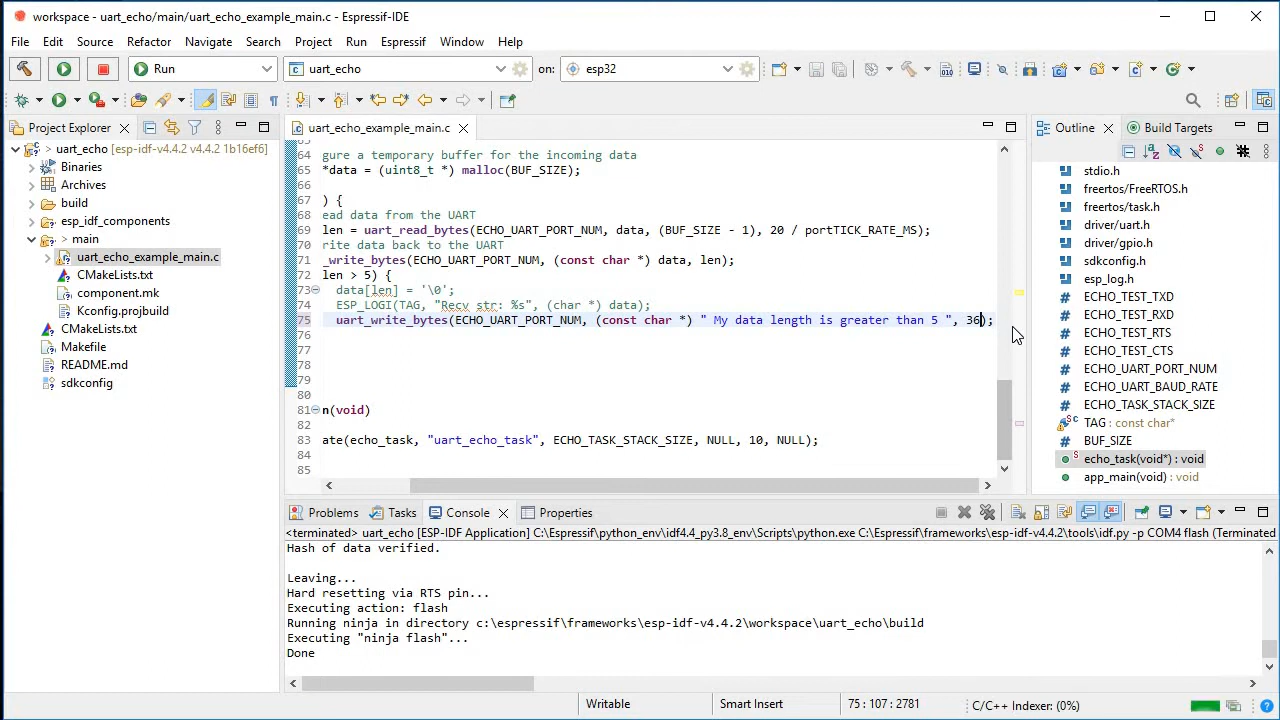 workspace - uart_echo/main/uart_echo_example_main.c - Espressif-IDE
File Edit Source Refactor Navigate Search Project Run Espressif Window Help
Run uart_echo on: esp32
Project Explorer
uart_echo [esp-idf-v4.4.2 v4.4.2 1b16ef6]
Binaries
Archives
build
esp_idf_components
main
uart_echo_example_main.c
CMakeLists.txt
component.mk
Kconfig.projbuild
CMakeLists.txt
Makefile
README.md
sdkconfig
uart_echo_example_main.c
64 gure a temporary buffer for the incoming data
65 *data = (uint8_t *) malloc(BUF_SIZE);
66
67 ) {
68 ead data from the UART
69 len = uart_read_bytes(ECHO_UART_PORT_NUM, data, (BUF_SIZE - 1), 20 / portTICK_RATE_MS);
70 rite data back to the UART
71 _write_bytes(ECHO_UART_PORT_NUM, (const char *) data, len);
72 len > 5) {
73 data[len] = '\0';
74 ESP_LOGI(TAG, "Recv str: %s", (char *) data);
75 uart_write_bytes(ECHO_UART_PORT_NUM, (const char *) " My data length is greater than 5 ", 36);
76
77
78
79
80
81 n(void)
82
83 ate(echo_task, "uart_echo_task", ECHO_TASK_STACK_SIZE, NULL, 10, NULL);
84
85
Outline Build Targets
stdio.h
freertos/FreeRTOS.h
freertos/task.h
driver/uart.h
driver/gpio.h
sdkconfig.h
esp_log.h
ECHO_TEST_TXD
ECHO_TEST_RXD
ECHO_TEST_RTS
ECHO_TEST_CTS
ECHO_UART_PORT_NUM
ECHO_UART_BAUD_RATE
ECHO_TASK_STACK_SIZE
TAG : const char*
BUF_SIZE
echo_task(void*) : void
app_main(void) : void
Problems Tasks Console Properties
<terminated> uart_echo [ESP-IDF Application] C:\Espressif\python_env\idf4.4_py3.8_env\Scripts\python.exe C:\Espressif\frameworks\esp-idf-v4.4.2\tools\idf.py -p COM4 flash (Terminated
Hash of data verified.
Leaving...
Hard resetting via RTS pin...
Executing action: flash
Running ninja in directory c:\espressif\frameworks\esp-idf-v4.4.2\workspace\uart_echo\build
Executing "ninja flash"...
Done
Writable Smart Insert 75 : 107 : 2781 C/C++ Indexer: (0%)